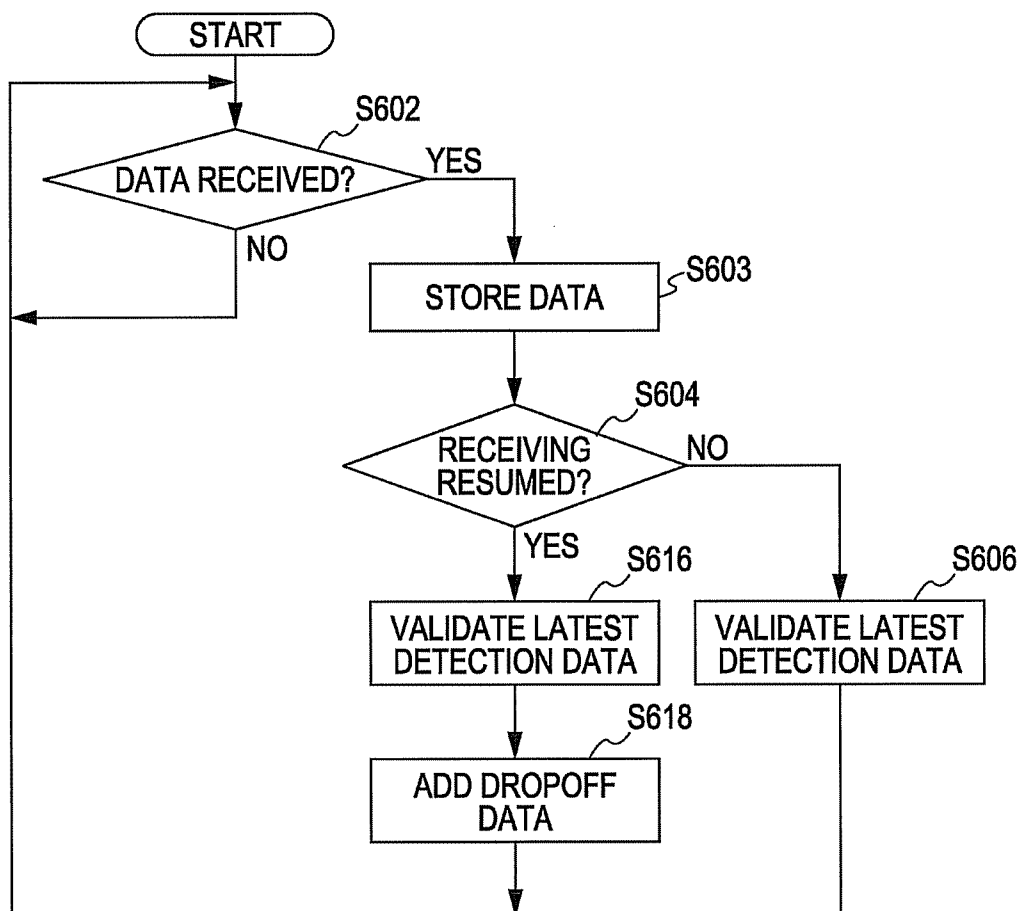 START
S602
DATA RECEIVED?
YES
NO
S603
STORE DATA
S604
RECEIVING
RESUMED?
NO
YES
S616
VALIDATE LATEST
DETECTION DATA
S606
VALIDATE LATEST
DETECTION DATA
S618
ADD DROPOFF
DATA